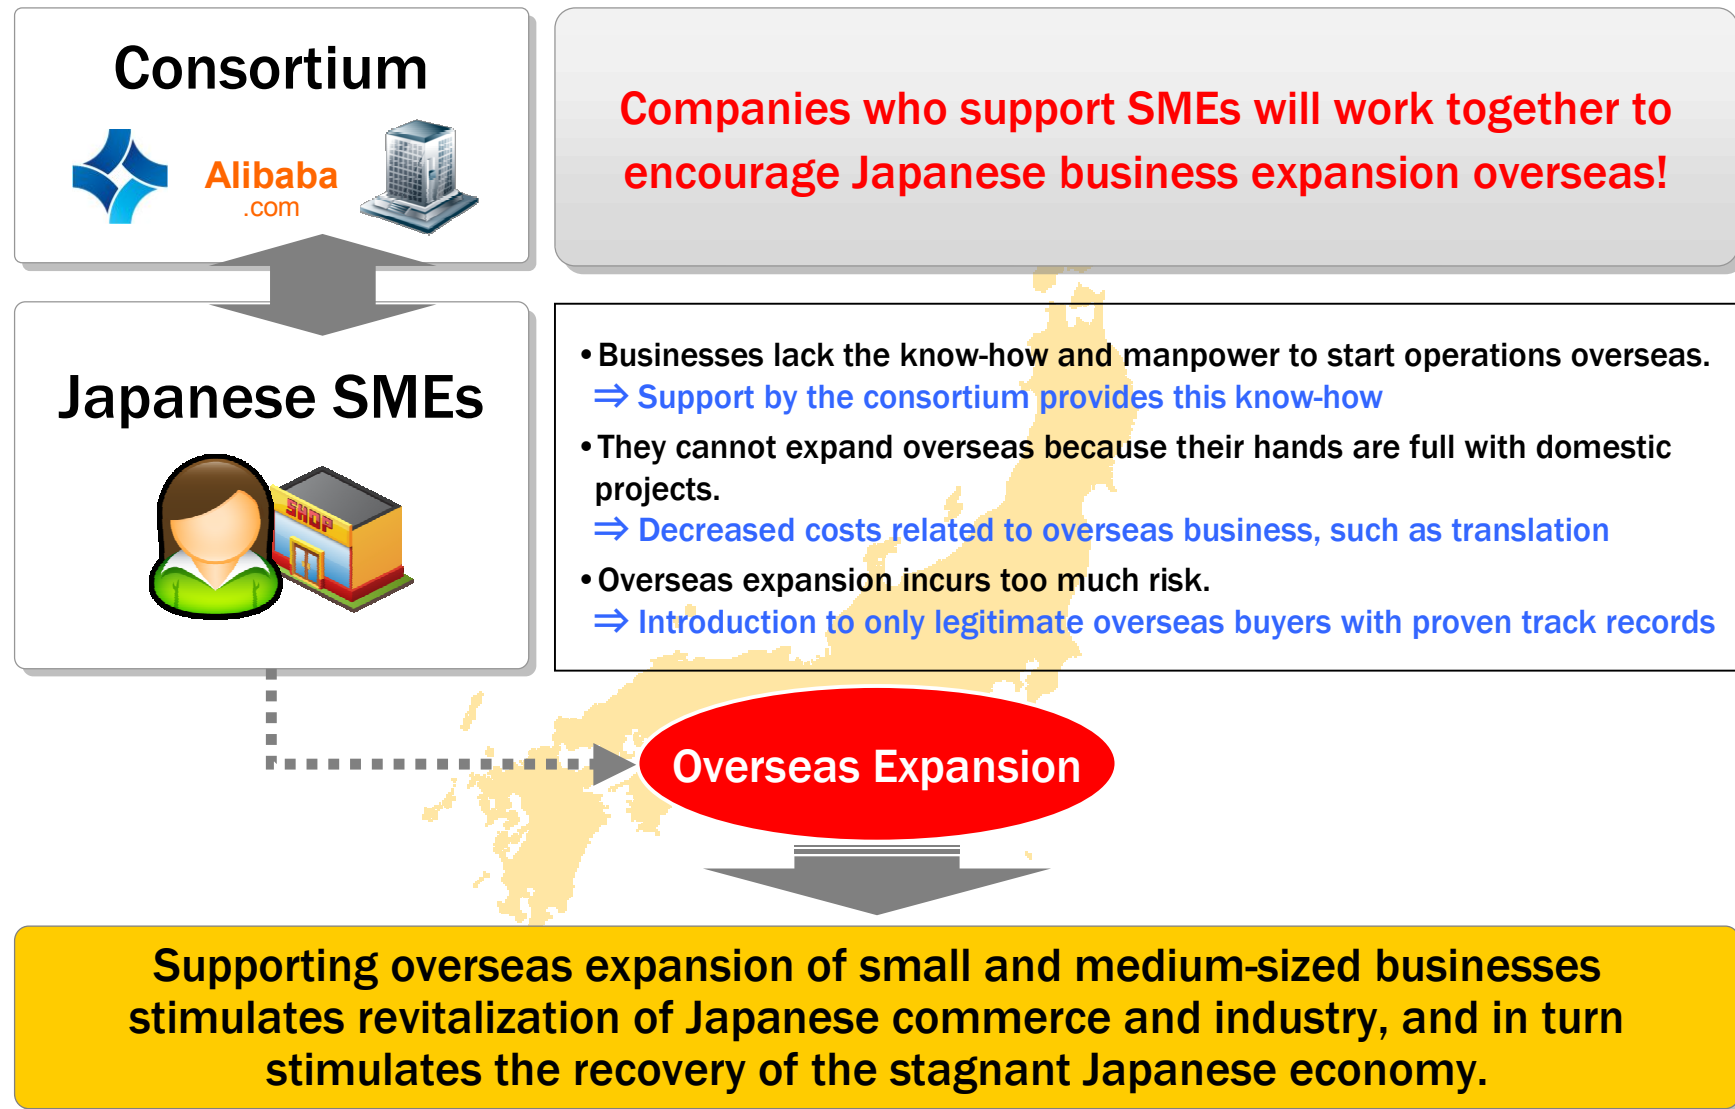 Consortium
Alibaba
.com
Companies who support SMEs will work together to
encourage Japanese business expansion overseas!
Japanese SMEs
SHOP
•Businesses lack the know-how and manpower to start operations overseas.
⇒ Support by the consortium provides this know-how
•They cannot expand overseas because their hands are full with domestic
projects.
⇒ Decreased costs related to overseas business, such as translation
•Overseas expansion incurs too much risk.
⇒ Introduction to only legitimate overseas buyers with proven track records
Overseas Expansion
Supporting overseas expansion of small and medium-sized businesses
stimulates revitalization of Japanese commerce and industry, and in turn
stimulates the recovery of the stagnant Japanese economy.